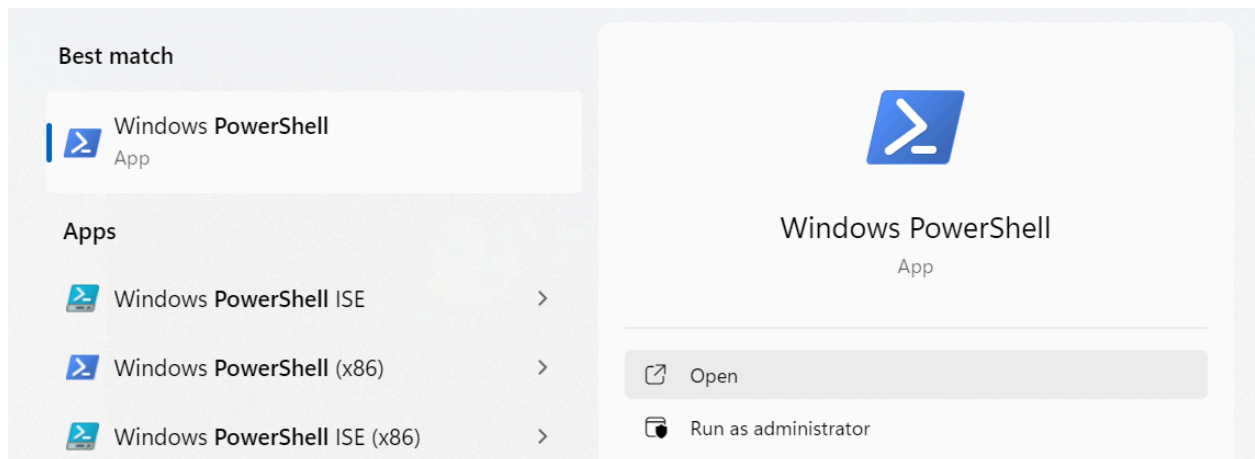 Best match
Windows PowerShell
App
Apps
Windows PowerShell ISE
Windows PowerShell (x86)
Windows PowerShell ISE (x86)
Windows PowerShell
App
Open
Run as administrator